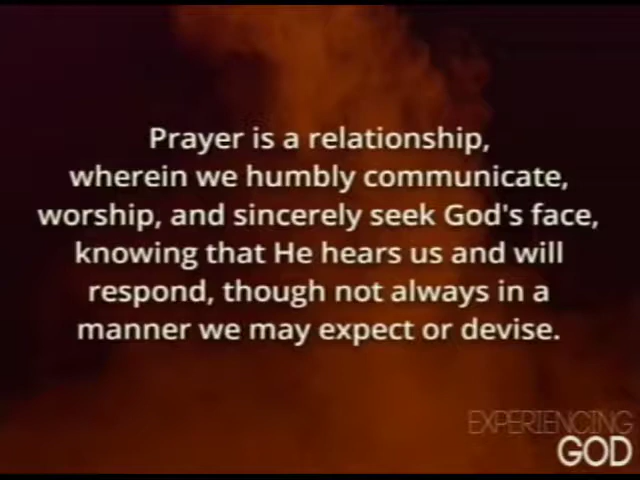 Prayer is a relationship,
wherein we humbly communicate,
worship, and sincerely seek God's face,
knowing that He hears us and will
respond, though not always in a
manner we may expect or devise.
EXPERIENCING
GOD